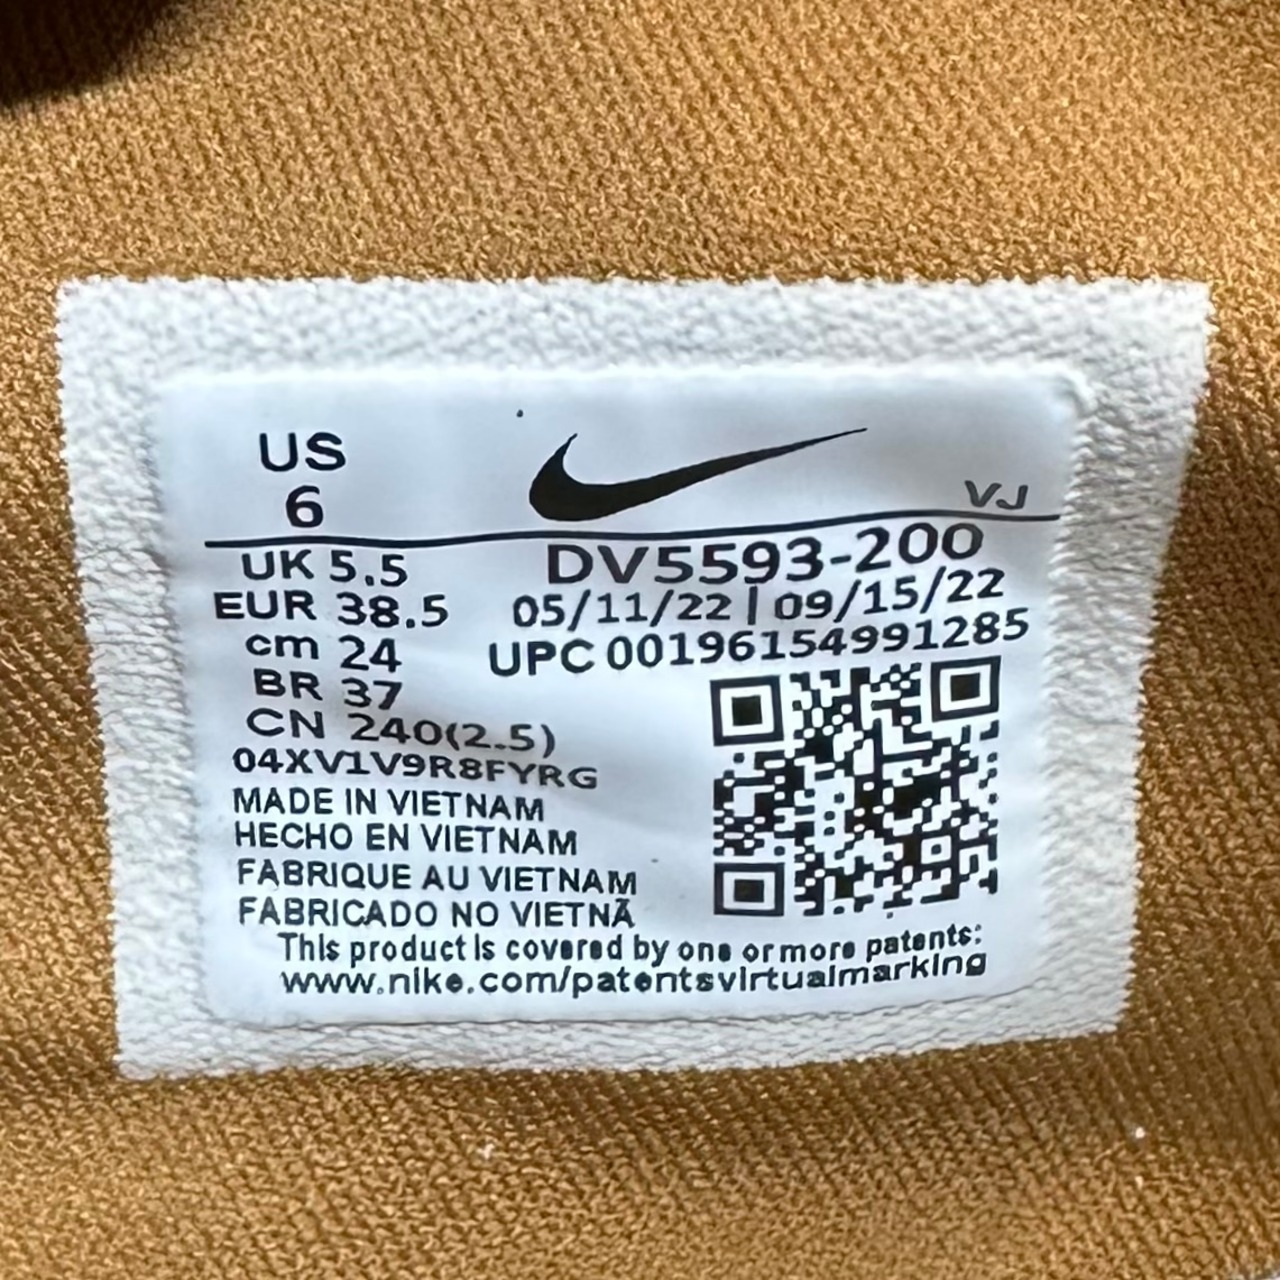 US
6
VJ
UK 5.5
EUR 38.5
cm 24
BR 37
CN 240(2.5)
DV5593-200
05/11/22 | 09/15/22
UPC 00196154991285
04XV1V9R8FYRG
MADE IN VIETNAM
HECHO EN VIETNAM
FABRIQUE AU VIETNAM
FABRICADO NO VIETNÃ
This product is covered by one or more patents:
www.nike.com/patentsvirtualmarking